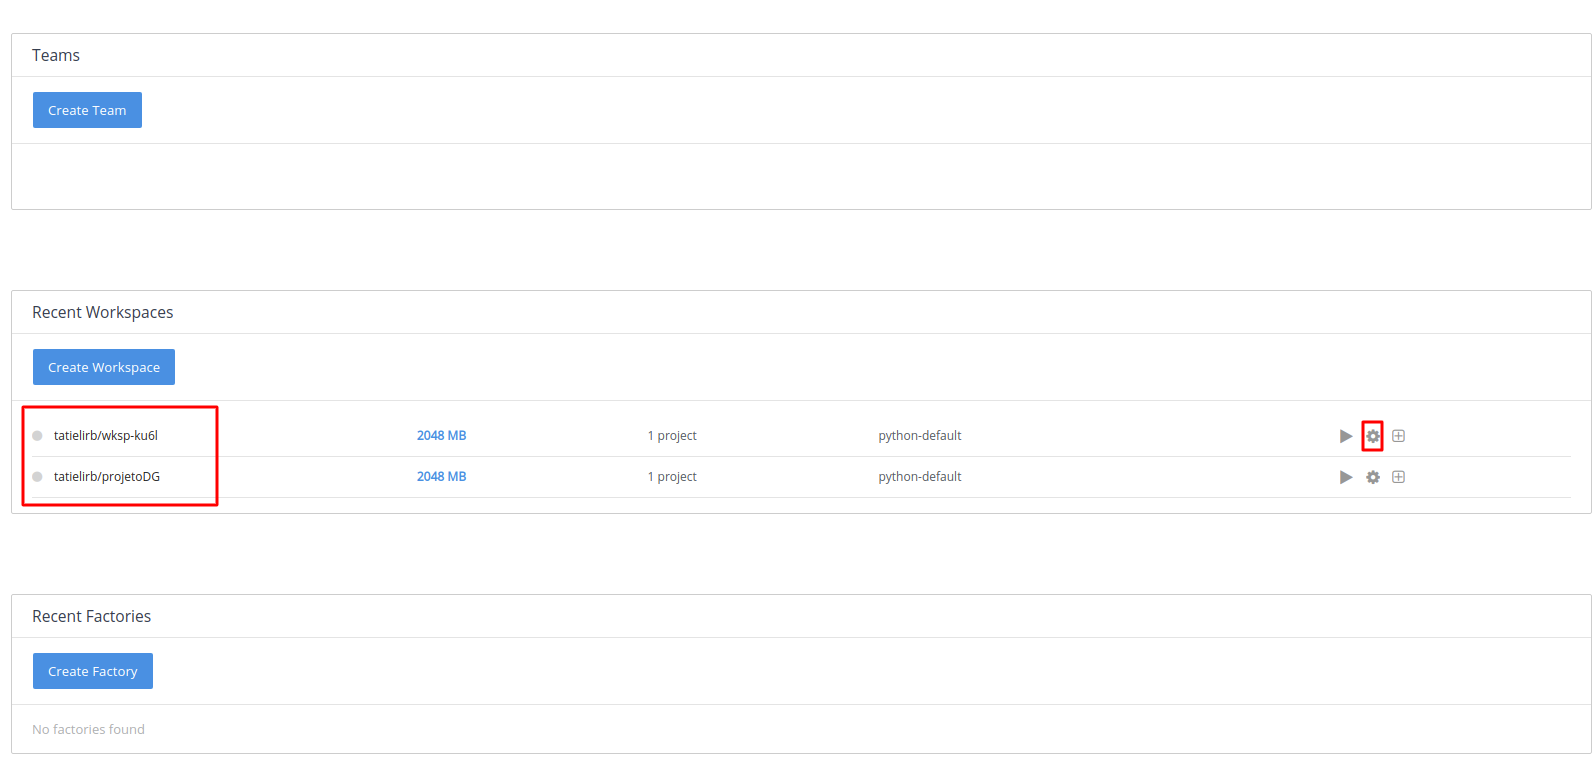 Teams
Create Team
Recent Workspaces
Create Workspace
tatielirb/wksp-ku6l 2048 MB 1 project python-default
tatielirb/projetoDG 2048 MB 1 project python-default
Recent Factories
Create Factory
No factories found